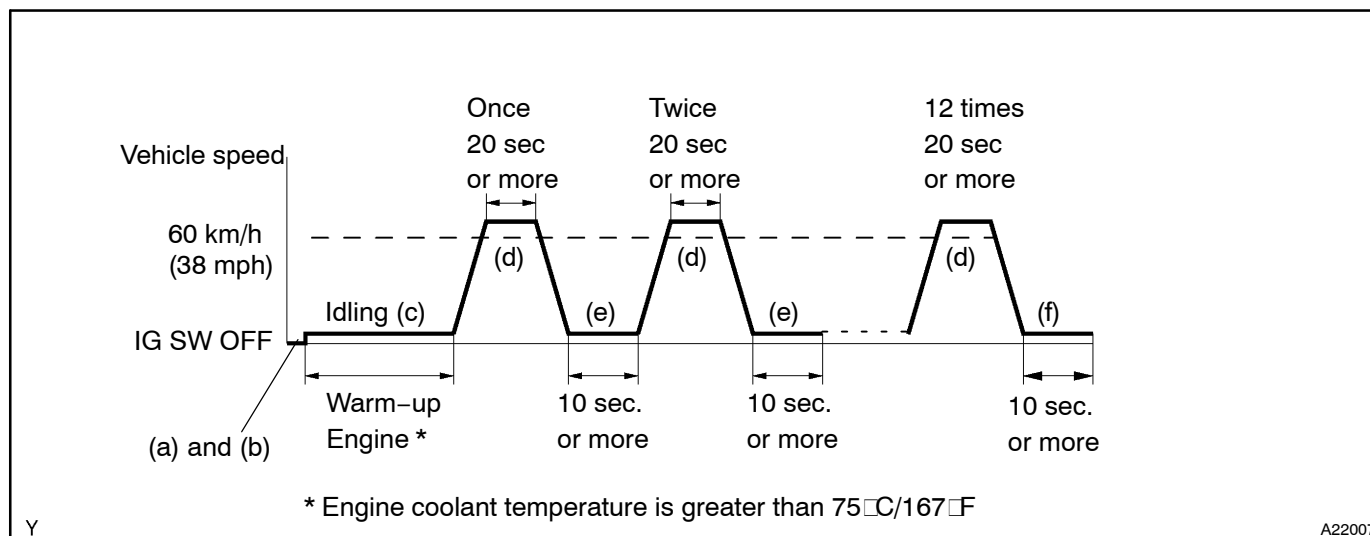 Once
20 sec
or more
Twice
20 sec
or more
12 times
20 sec
or more
Vehicle speed
60 km/h
(38 mph)
(d)
(d)
(d)
Idling (c)
(e)
(e)
(f)
IG SW OFF
Warm−up
Engine *
10 sec.
or more
10 sec.
or more
10 sec.
or more
(a) and (b)
* Engine coolant temperature is greater than 75□C/167□F
Y
A22007